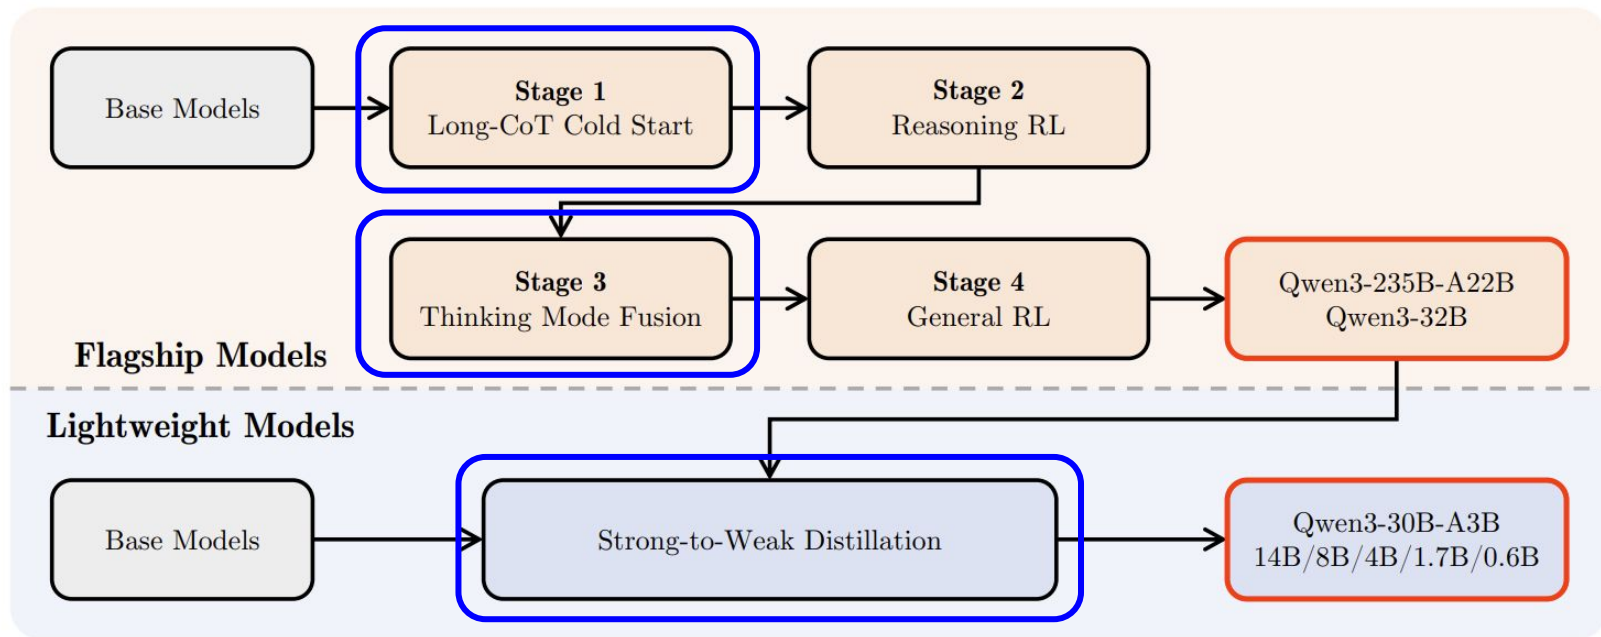 Base Models
Stage 1
Long-CoT Cold Start
Stage 2
Reasoning RL
Stage 3
Thinking Mode Fusion
Stage 4
General RL
Qwen3-235B-A22B
Qwen3-32B
Flagship Models
Lightweight Models
Base Models
Strong-to-Weak Distillation
Qwen3-30B-A3B
14B/8B/4B/1.7B/0.6B